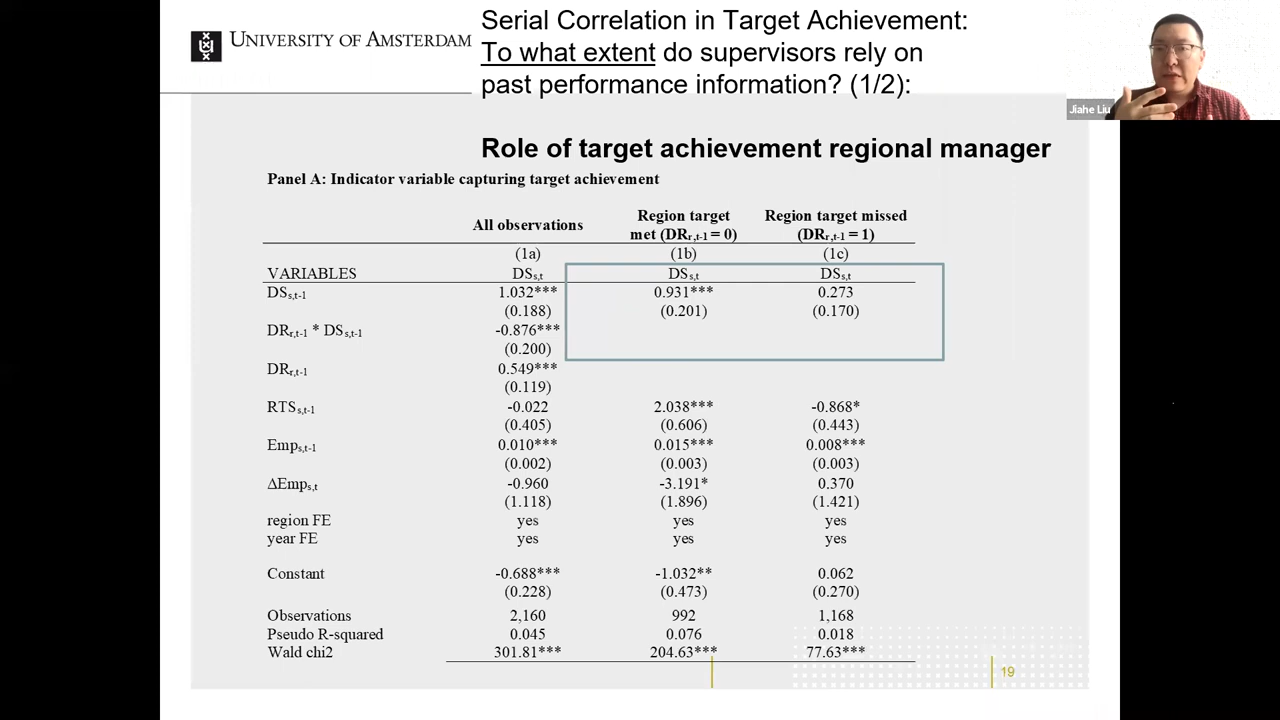 Serial Correlation in Target Achievement:
UNIVERSITY OF AMSTERDAM
To what extent do supervisors rely on
past performance information? (1/2):
Jiahe Liu
Role of target achievement regional manager
Panel A: Indicator variable capturing target achievement
All observations Region target met (DRr,t-1 = 0) Region target missed (DRr,t-1 = 1)
(1a) (1b) (1c)
VARIABLES DSs,t DSs,t DSs,t
DSs,t-1 1.032*** 0.931*** 0.273
(0.188) (0.201) (0.170)
DRr,t-1 * DSs,t-1 -0.876***
(0.200)
DRr,t-1 0.549***
(0.119)
RTSs,t-1 -0.022 2.038*** -0.868*
(0.405) (0.606) (0.443)
Emps,t-1 0.010*** 0.015*** 0.008***
(0.002) (0.003) (0.003)
ΔEmps,t -0.960 -3.191* 0.370
(1.118) (1.896) (1.421)
region FE yes yes yes
year FE yes yes yes
Constant -0.688*** -1.032** 0.062
(0.228) (0.473) (0.270)
Observations 2,160 992 1,168
Pseudo R-squared 0.045 0.076 0.018
Wald chi2 301.81*** 204.63*** 77.63***
19